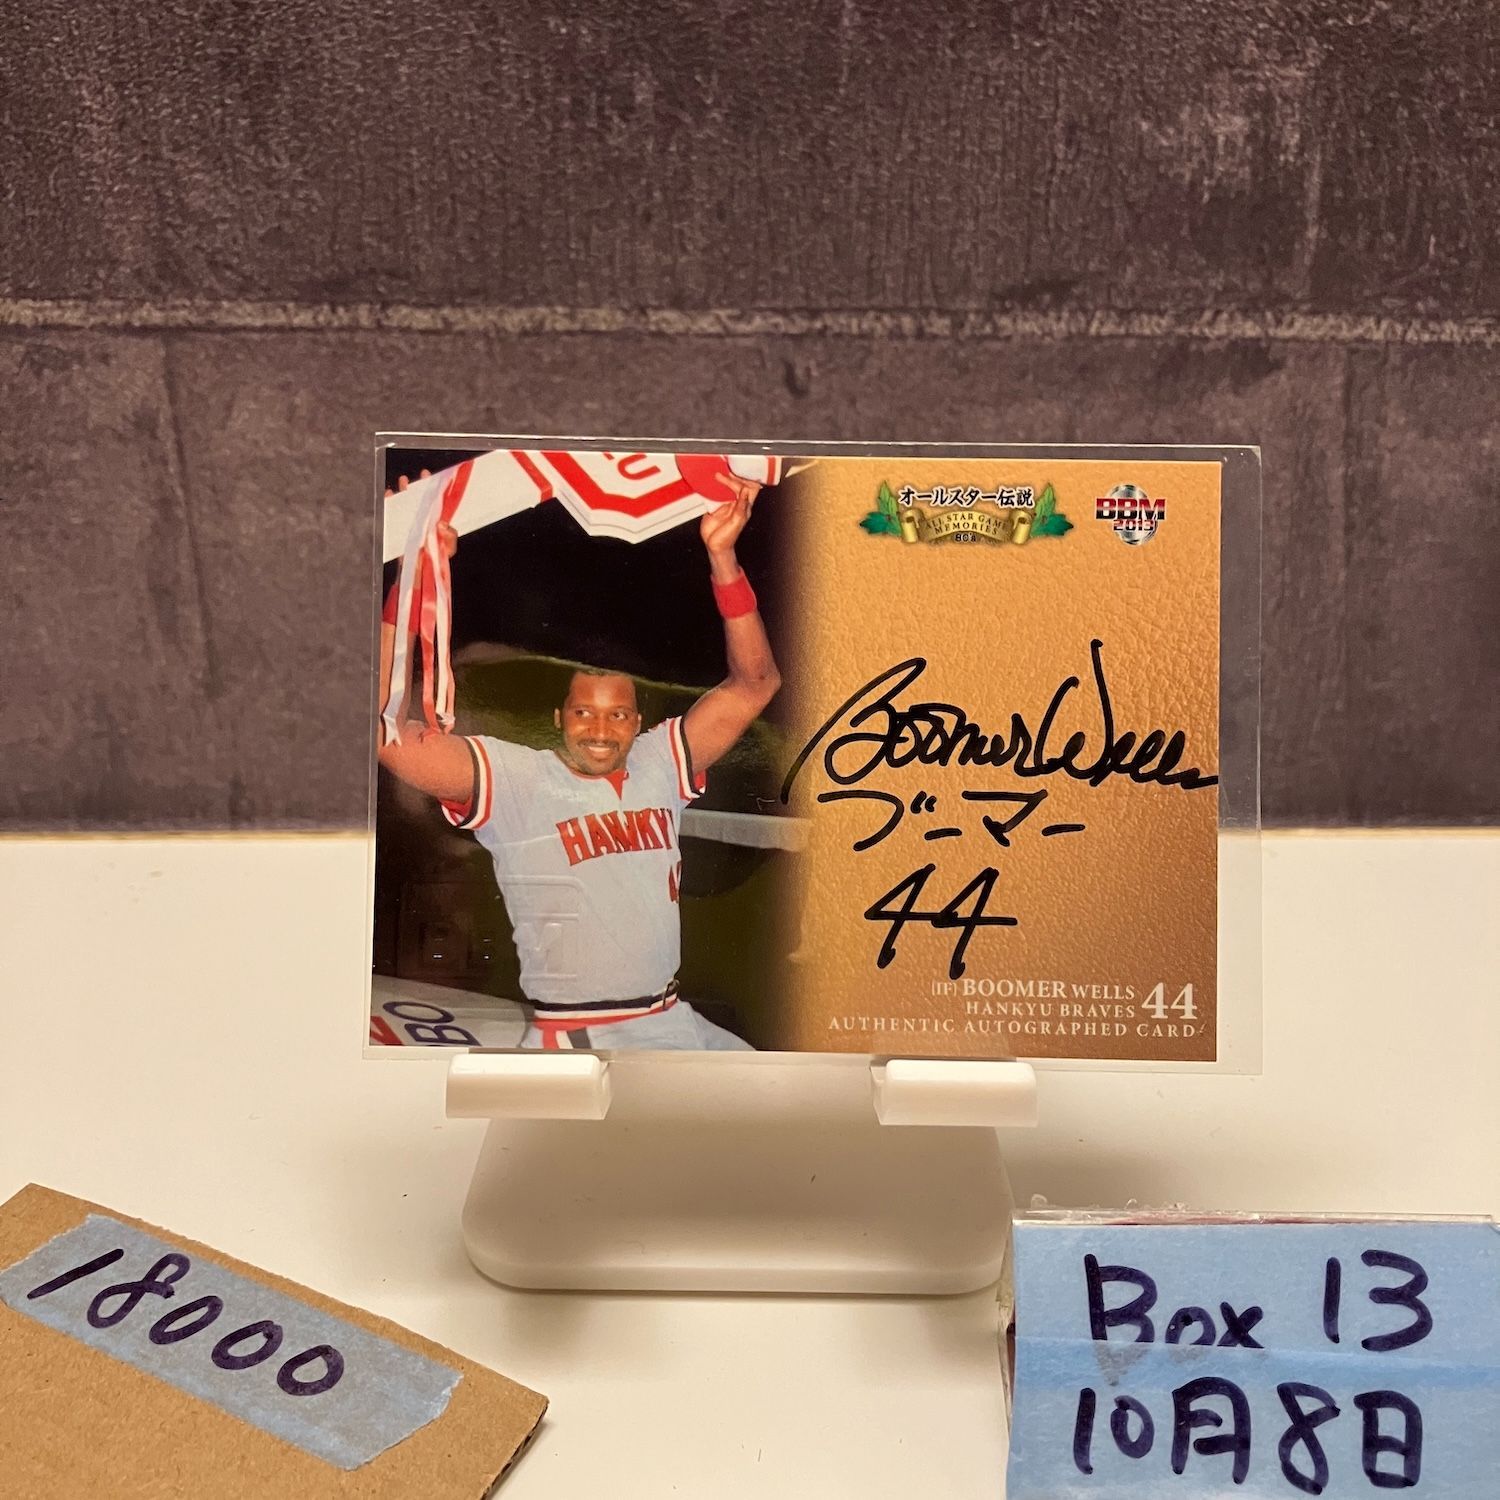 オールスター伝説
ALL STAR GAME
MEMORIES
80's
BBM
2013
HANKYU
Boomer Wells
ブーマー
44
(IF) BOOMER WELLS 44
HANKYU BRAVES
AUTHENTIC AUTOGRAPHED CARD
BO
18000
Box 13
10月8日